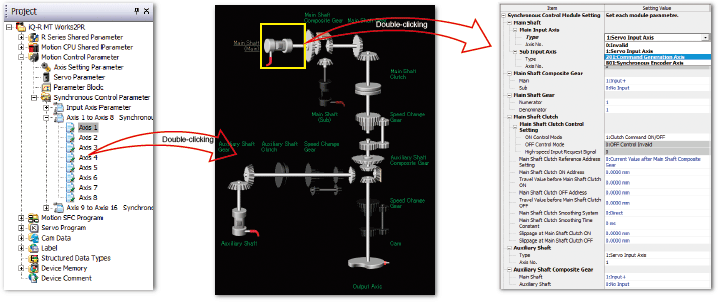 Project
iQ-R MT Works2PR
R Series Shared Parameter
Motion CPU Shared Parameter
Motion Control Parameter
Axis Setting Parameter
Servo Parameter
Parameter Block
Synchronous Control Parameter
Input Axis Parameter
Axis 1 to Axis 8 Synchro
Axis 1
Axis 2
Axis 3
Axis 4
Axis 5
Axis 6
Axis 7
Axis 8
Axis 9 to Axis 16 Synchro
Motion SFC Program
Servo Program
Cam Data
Label
Structured Data Types
Device Memory
Device Comment
Double-clicking
Main Shaft
Composite Gear
Main Shaft
Gear
Main Shaft
(Main)
Main Shaft
Clutch
Main Shaft
(Sub)
Speed Change
Gear
Auxiliary Shaft
Gear
Auxiliary Shaft
Clutch
Speed Change
Gear
Auxiliary Shaft
Composite Gear
Speed Change
Gear
Auxiliary Shaft
Cam
Output Axis
Double-clicking
Item Setting Value
Synchronous Control Module Setting Set each module parameter.
Main Shaft
Main Input Axis
Type 1:Servo Input Axis
Axis No. 0:Invalid
Sub Input Axis 1:Servo Input Axis
Type 201:Command Generation Axis
Axis No. 801:Synchronous Encoder Axis
Main Shaft Composite Gear
Main 1:Input+
Sub 0:No Input
Main Shaft Gear
Numerator 1
Denominator 1
Main Shaft Clutch
Main Shaft Clutch Control
Setting
ON Control Mode 1:Clutch Command ON/OFF
OFF Control Mode 0:OFF Control Invalid
High-speed Input Request Signal
Main Shaft Clutch Reference Address 0:Current Value after Main Shaft Composite
Setting Gear
Main Shaft Clutch ON Address 0.0000 mm
Travel Value before Main Shaft Clutch 0.0000 mm
ON
Main Shaft Clutch OFF Address 0.0000 mm
Travel Value before Main Shaft Clutch 0.0000 mm
OFF
Main Shaft Clutch Smoothing System 0:Direct
Main Shaft Clutch Smoothing Time 0 ms
Constant
Slippage at Main Shaft Clutch ON 0.0000 mm
Slippage at Main Shaft Clutch OFF 0.0000 mm
Auxiliary Shaft
Type 1:Servo Input Axis
Axis No. 1
Auxiliary Shaft Composite Gear
Main 1:Input+
Sub 0:No Input